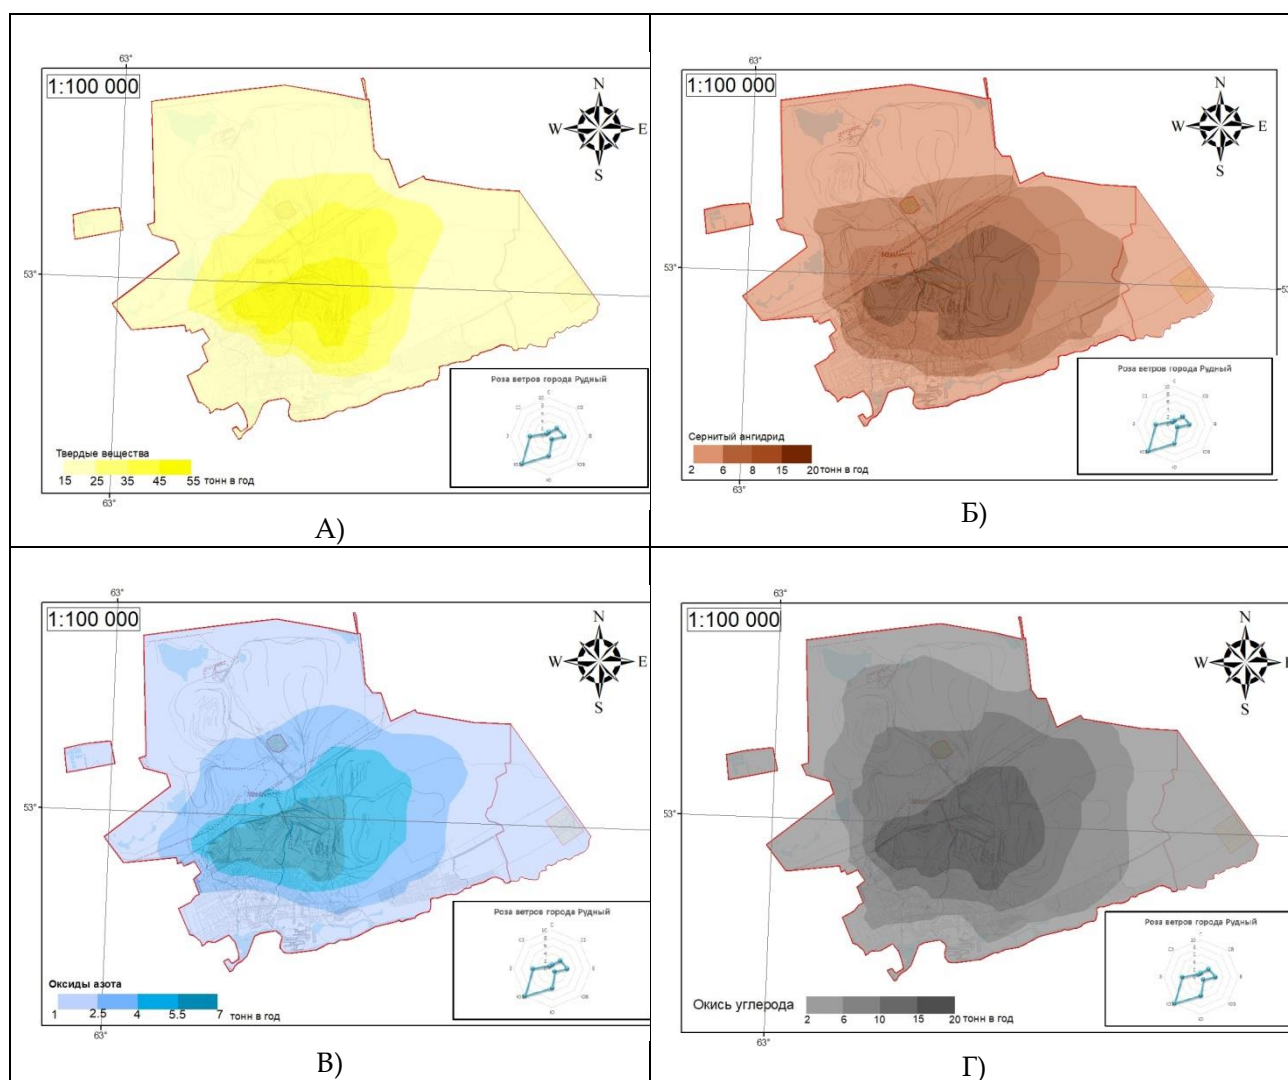 63°
1:100 000
N
W E
S
53°
Роза ветров города Рудный
Твердые вещества
15 25 35 45 55 тонн в год
63°
А)
63°
1:100 000
N
W E
S
53°
53
Роза ветров города Рудный
Сернитый ангидрид
2 6 8 15 20 тонн в год
63°
Б)
63°
1:100 000
N
W E
S
53°
Роза ветров города Рудный
Оксиды азота
1 2.5 4 5.5 7 тонн в год
63°
В)
63°
1:100 000
N
W
S
53°
Роза ветров города Рудный
Окись углерода
2 6 10 15 20 тонн в год
63°
Г)